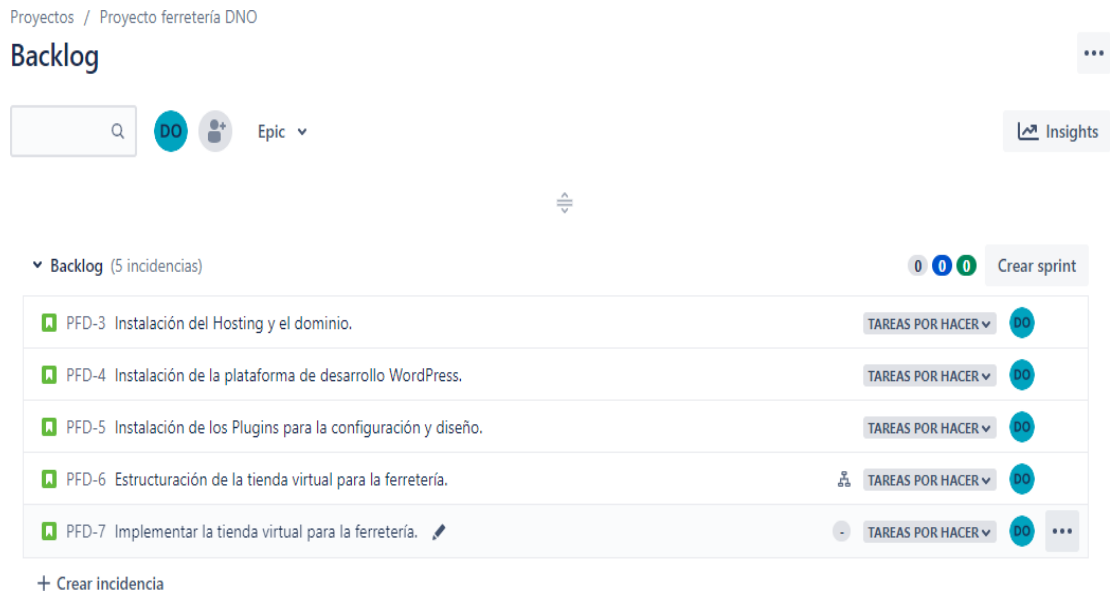 Proyectos / Proyecto ferretería DNO
Backlog
DO
Epic
Insights
Backlog (5 incidencias)
0 0 0 Crear sprint
PFD-3 Instalación del Hosting y el dominio. TAREAS POR HACER DO
PFD-4 Instalación de la plataforma de desarrollo WordPress. TAREAS POR HACER DO
PFD-5 Instalación de los Plugins para la configuración y diseño. TAREAS POR HACER DO
PFD-6 Estructuración de la tienda virtual para la ferretería. TAREAS POR HACER DO
PFD-7 Implementar la tienda virtual para la ferretería. - TAREAS POR HACER DO
+ Crear incidencia